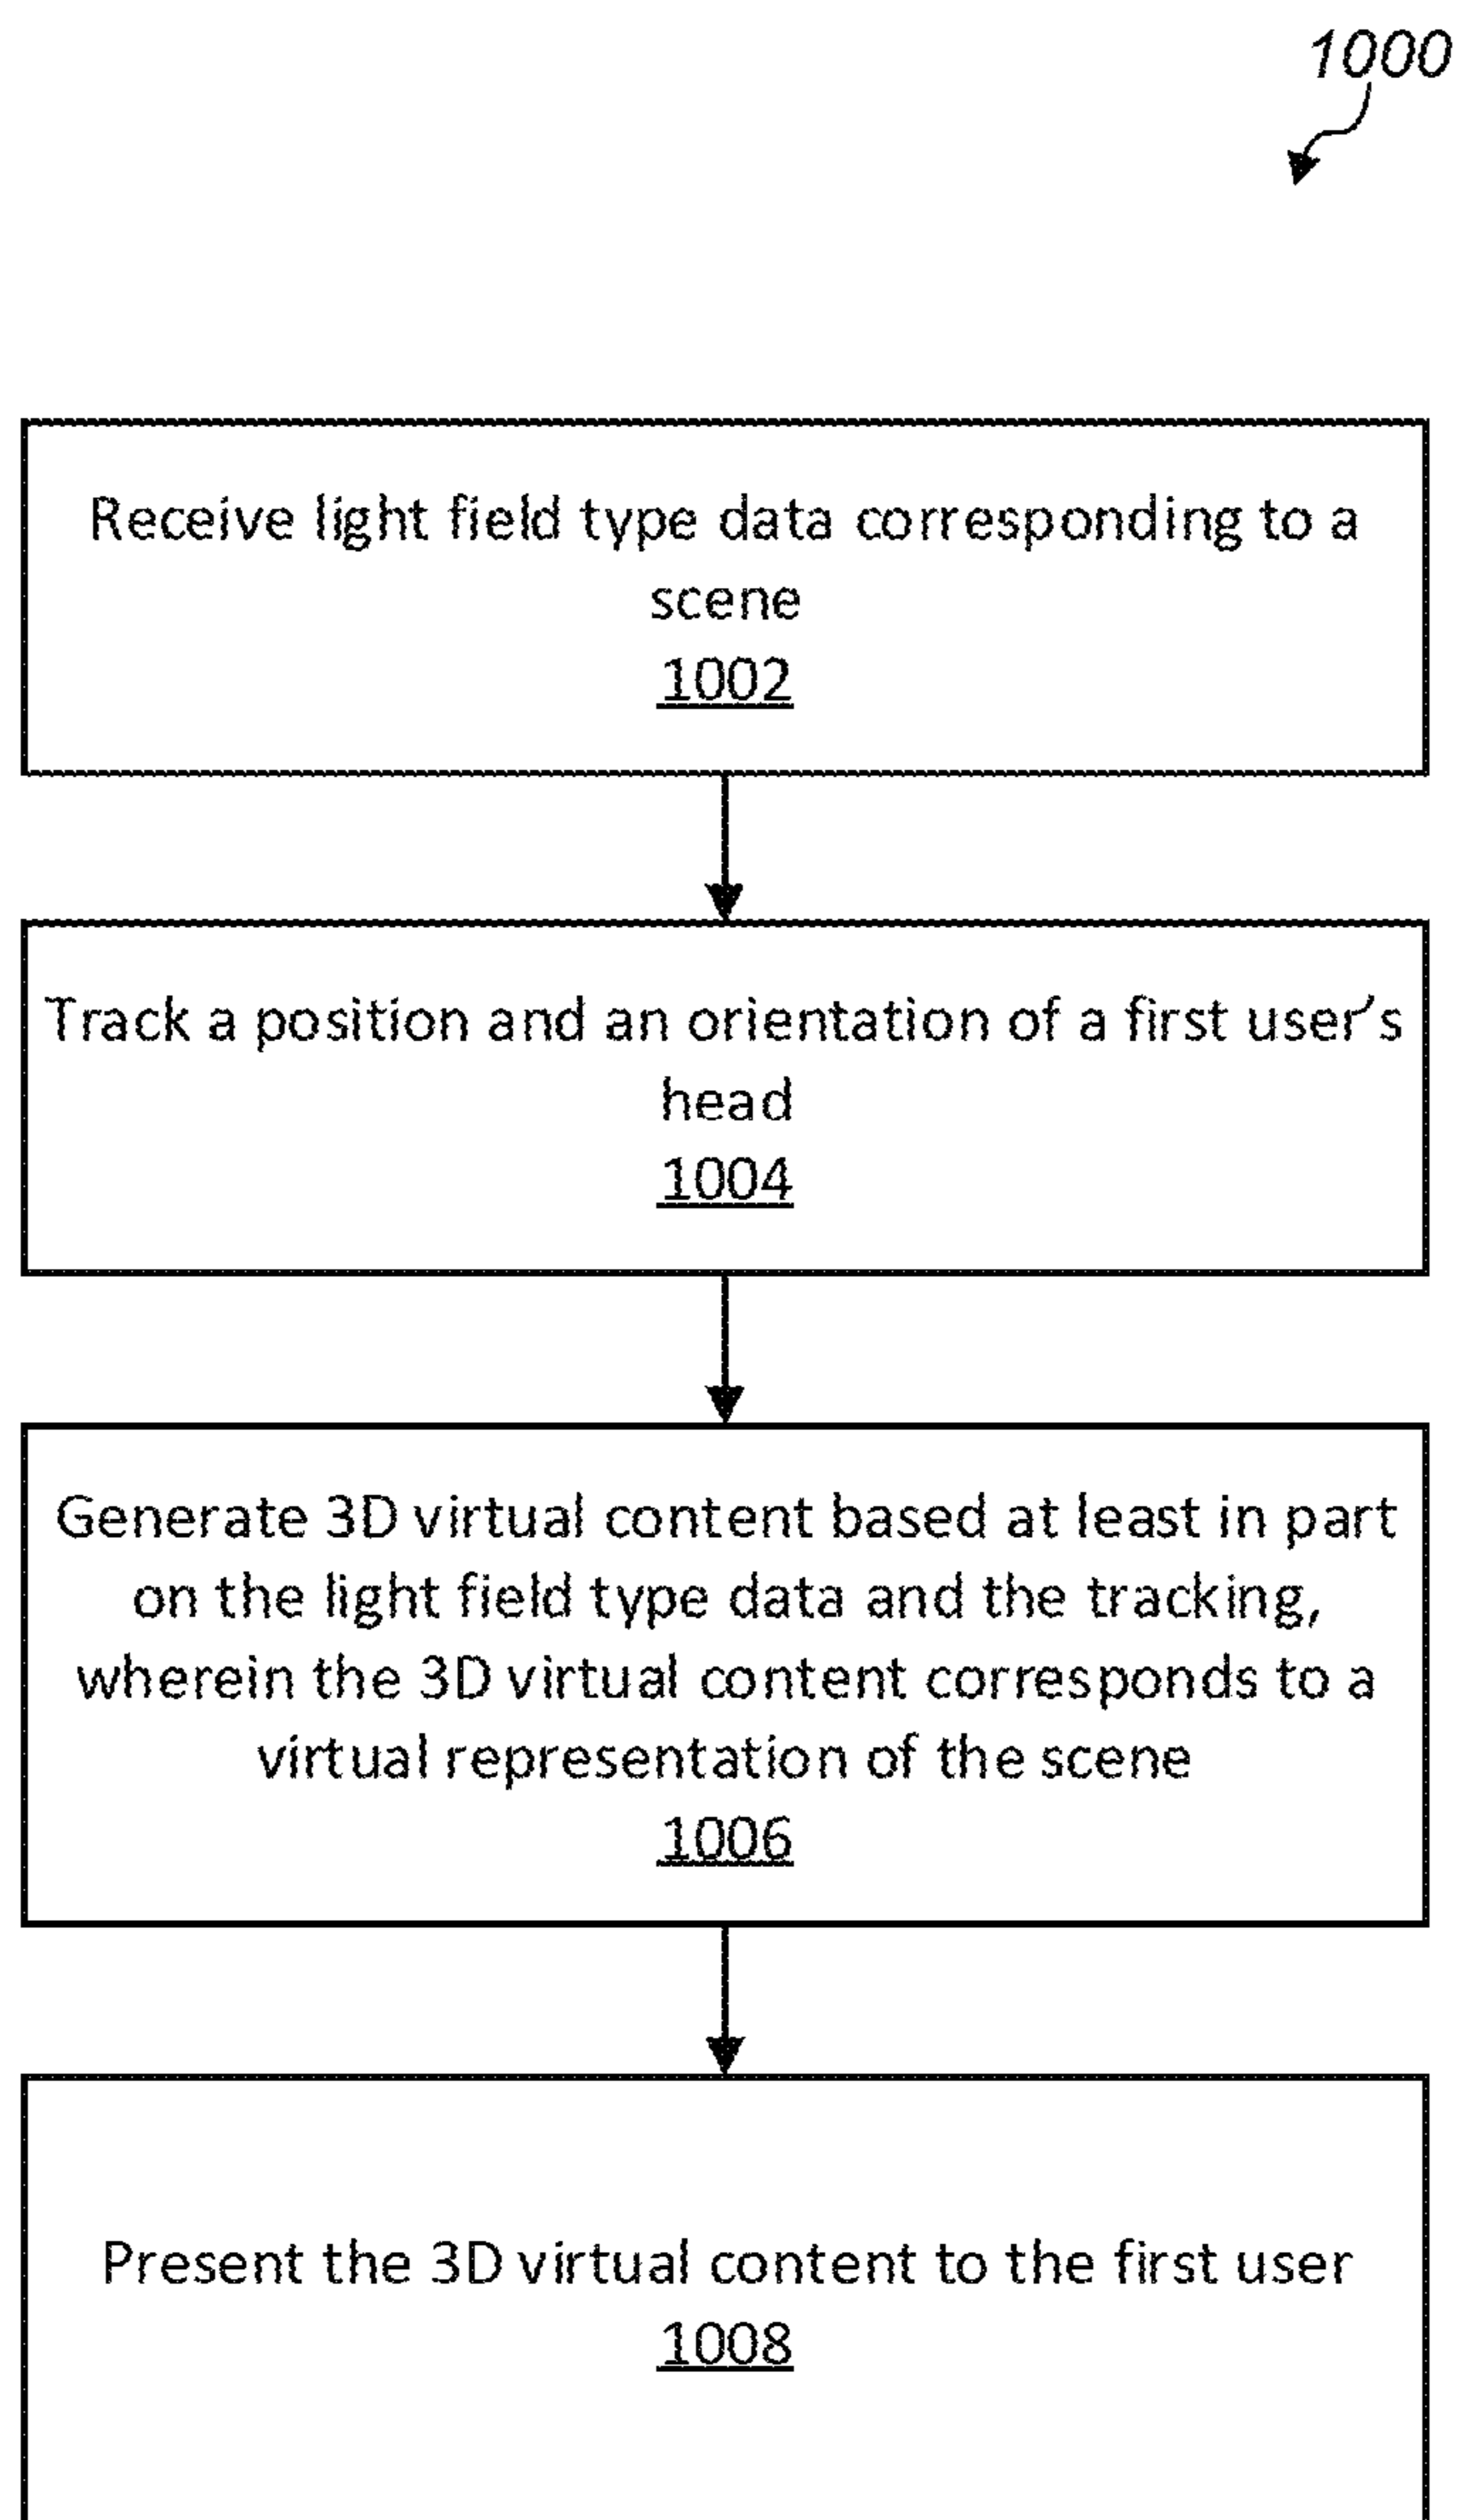 1000
Receive light field type data corresponding to a
scene
1002
Track a position and an orientation of a first user's
head
1004
Generate 3D virtual content based at least in part
on the light field type data and the tracking,
wherein the 3D virtual content corresponds to a
virtual representation of the scene
1006
Present the 3D virtual content to the first user
1008